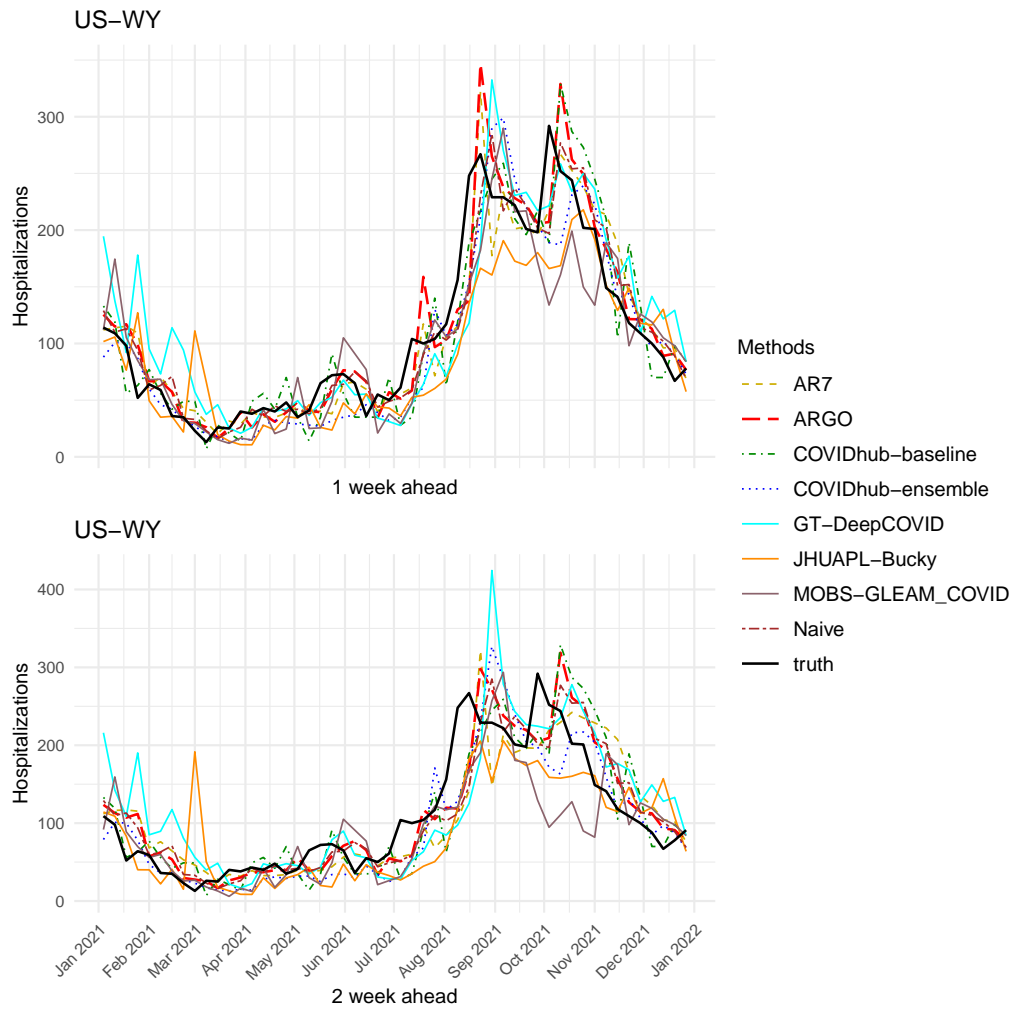 US−WY
300
200
100
0
Hospitalizations
1 week ahead
US−WY
400
300
200
100
0
Hospitalizations
Jan 2021
Feb 2021
Mar 2021
Apr 2021
May 2021
Jun 2021
Jul 2021
Aug 2021
Sep 2021
Oct 2021
Nov 2021
Dec 2021
Jan 2022
2 week ahead
Methods
AR7
ARGO
COVIDhub−baseline
COVIDhub−ensemble
GT−DeepCOVID
JHUAPL−Bucky
MOBS−GLEAM_COVID
Naive
truth